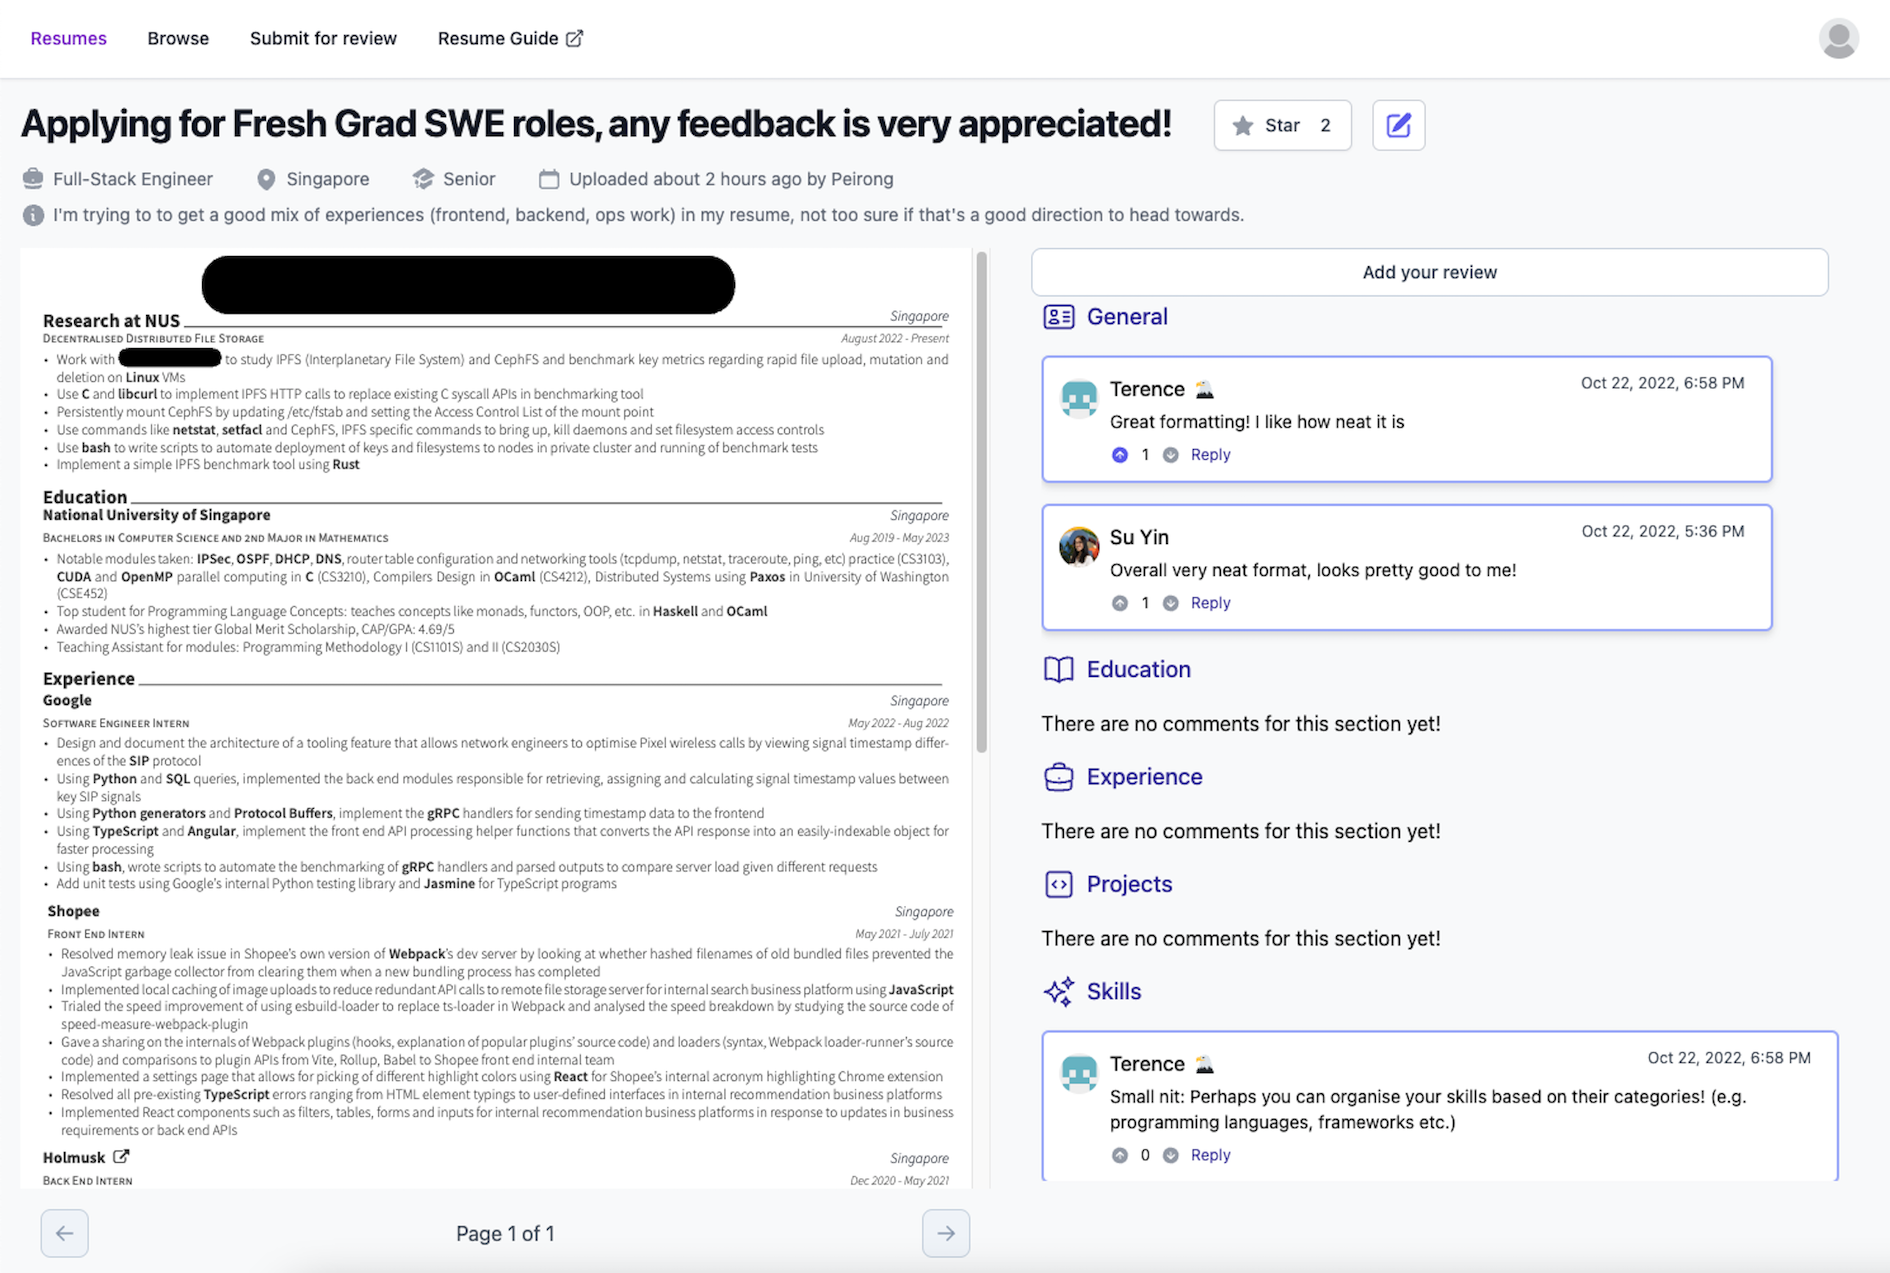 Resumes Browse Submit for review Resume Guide
Applying for Fresh Grad SWE roles, any feedback is very appreciated!
Star 2
Full-Stack Engineer Singapore Senior Uploaded about 2 hours ago by Peirong
I'm trying to to get a good mix of experiences (frontend, backend, ops work) in my resume, not too sure if that's a good direction to head towards.
Research at NUS Singapore
Decentralised Distributed File Storage August 2022 - Present
• Work with to study IPFS (Interplanetary File System) and CephFS and benchmark key metrics regarding rapid file upload, mutation and
deletion on Linux VMs
• Use C and libcurl to implement IPFS HTTP calls to replace existing C syscall APIs in benchmarking tool
• Persistently mount CephFS by updating /etc/fstab and setting the Access Control List of the mount point
• Use commands like netstat, setfacl and CephFS, IPFS specific commands to bring up, kill daemons and set filesystem access controls
• Use bash to write scripts to automate deployment of keys and filesystems to nodes in private cluster and running of benchmark tests
• Implement a simple IPFS benchmark tool using Rust
Education
National University of Singapore Singapore
Bachelors in Computer Science and 2nd Major in Mathematics Aug 2019 - May 2023
• Notable modules taken: IPSec, OSPF, DHCP, DNS, router table configuration and networking tools (tcpdump, netstat, traceroute, ping, etc) practice (CS3103),
CUDA and OpenMP parallel computing in C (CS3210), Compilers Design in OCaml (CS4212), Distributed Systems using Paxos in University of Washington
(CSE452)
• Top student for Programming Language Concepts: teaches concepts like monads, functors, OOP, etc. in Haskell and OCaml
• Awarded NUS's highest tier Global Merit Scholarship, CAP/GPA: 4.69/5
• Teaching Assistant for modules: Programming Methodology I (CS1101S) and II (CS2030S)
Experience
Google Singapore
Software Engineer Intern May 2022 - Aug 2022
• Design and document the architecture of a tooling feature that allows network engineers to optimise Pixel wireless calls by viewing signal timestamp differ-
ences of the SIP protocol
• Using Python and SQL queries, implemented the back end modules responsible for retrieving, assigning and calculating signal timestamp values between
key SIP signals
• Using Python generators and Protocol Buffers, implement the gRPC handlers for sending timestamp data to the frontend
• Using TypeScript and Angular, implement the front end API processing helper functions that converts the API response into an easily-indexable object for
faster processing
• Using bash, wrote scripts to automate the benchmarking of gRPC handlers and parsed outputs to compare server load given different requests
• Add unit tests using Google's internal Python testing library and Jasmine for TypeScript programs
Shopee Singapore
Front End Intern May 2021 - July 2021
• Resolved memory leak issue in Shopee's own version of Webpack's dev server by looking at whether hashed filenames of old bundled files prevented the
JavaScript garbage collector from clearing them when a new bundling process has completed
• Implemented local caching of image uploads to reduce redundant API calls to remote file storage server for internal search business platform using JavaScript
• Trialed the speed improvement of using esbuild-loader to replace ts-loader in Webpack and analysed the speed breakdown by studying the source code of
speed-measure-webpack-plugin
• Gave a sharing on the internals of Webpack plugins (hooks, explanation of popular plugins' source code) and loaders (syntax, Webpack loader-runner's source
code) and comparisons to plugin APIs from Vite, Rollup, Babel to Shopee front end internal team
• Implemented a settings page that allows for picking of different highlight colors using React for Shopee's internal acronym highlighting Chrome extension
• Resolved all pre-existing TypeScript errors ranging from HTML element typings to user-defined interfaces in internal recommendation business platforms
• Implemented React components such as filters, tables, forms and inputs for internal recommendation business platforms in response to updates in business
requirements or back end APIs
Holmusk Singapore
Back End Intern Dec 2020 - May 2021
Page 1 of 1
Add your review
General
Terence Oct 22, 2022, 6:58 PM
Great formatting! I like how neat it is
1 Reply
Su Yin Oct 22, 2022, 5:36 PM
Overall very neat format, looks pretty good to me!
1 Reply
Education
There are no comments for this section yet!
Experience
There are no comments for this section yet!
Projects
There are no comments for this section yet!
Skills
Terence Oct 22, 2022, 6:58 PM
Small nit: Perhaps you can organise your skills based on their categories! (e.g.
programming languages, frameworks etc.)
0 Reply